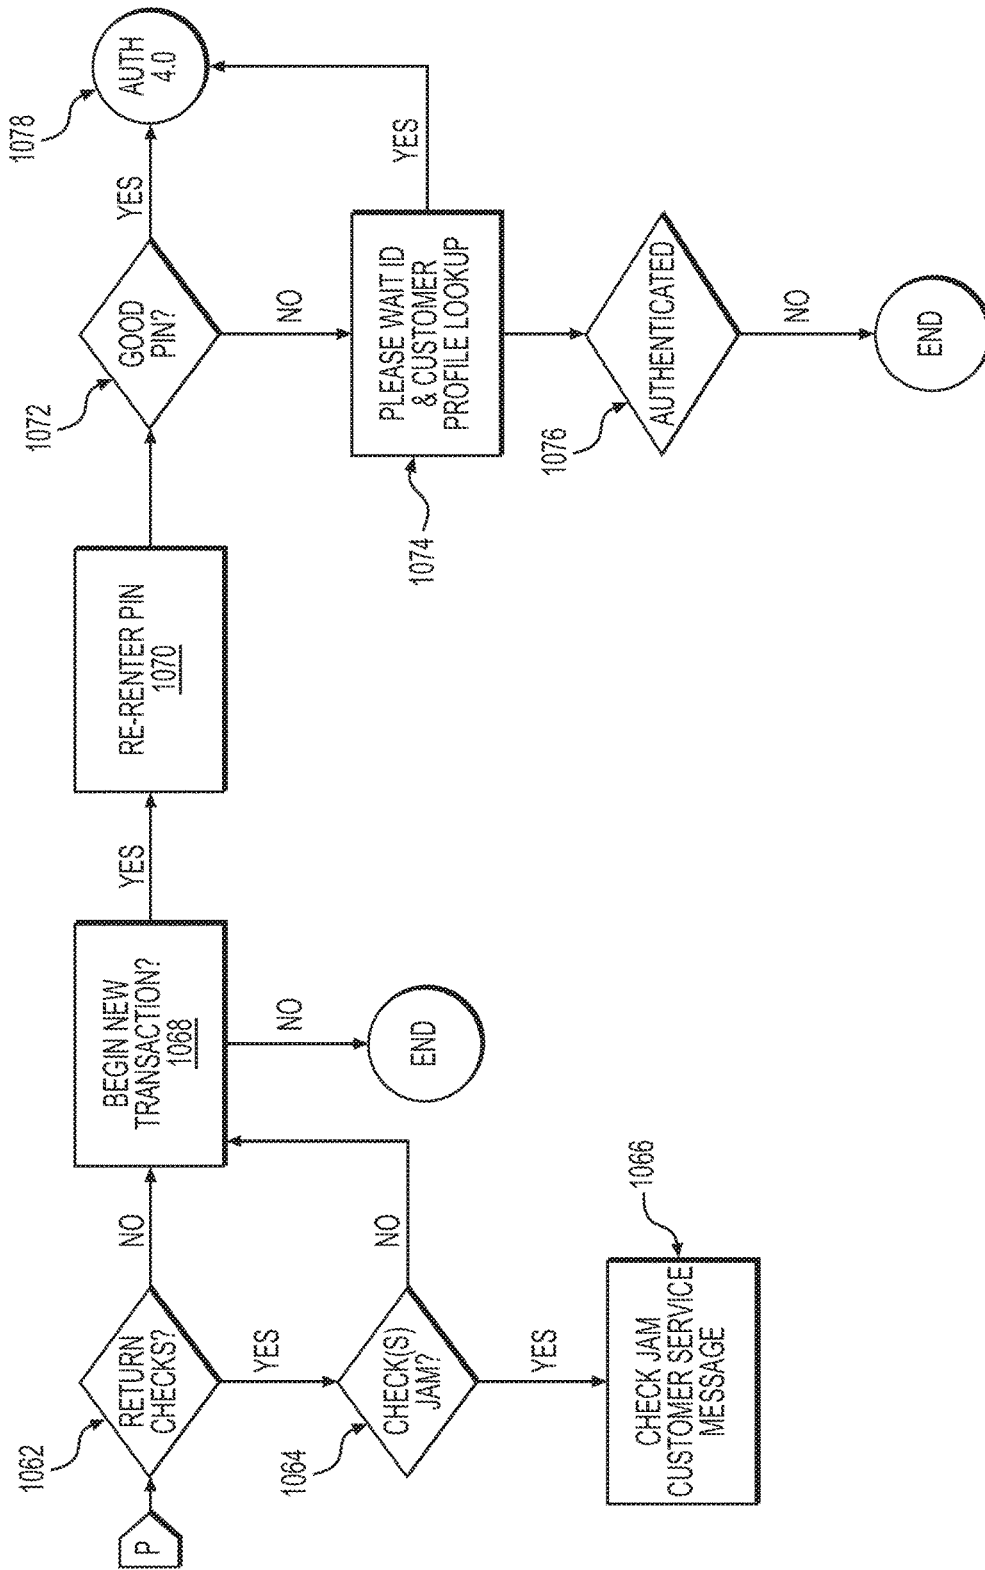 P
1062
RETURN
CHECKS?
NO
YES
1064
CHECK(S)
JAM?
NO
YES
1066
CHECK JAM
CUSTOMER SERVICE
MESSAGE
BEGIN NEW
TRANSACTION?
1068
NO
END
YES
RE-RENTER PIN
1070
1072
GOOD
PIN?
YES
NO
1078
AUTH
4.0
1074
PLEASE WAIT ID
& CUSTOMER
PROFILE LOOKUP
YES
1076
AUTHENTICATED
NO
END